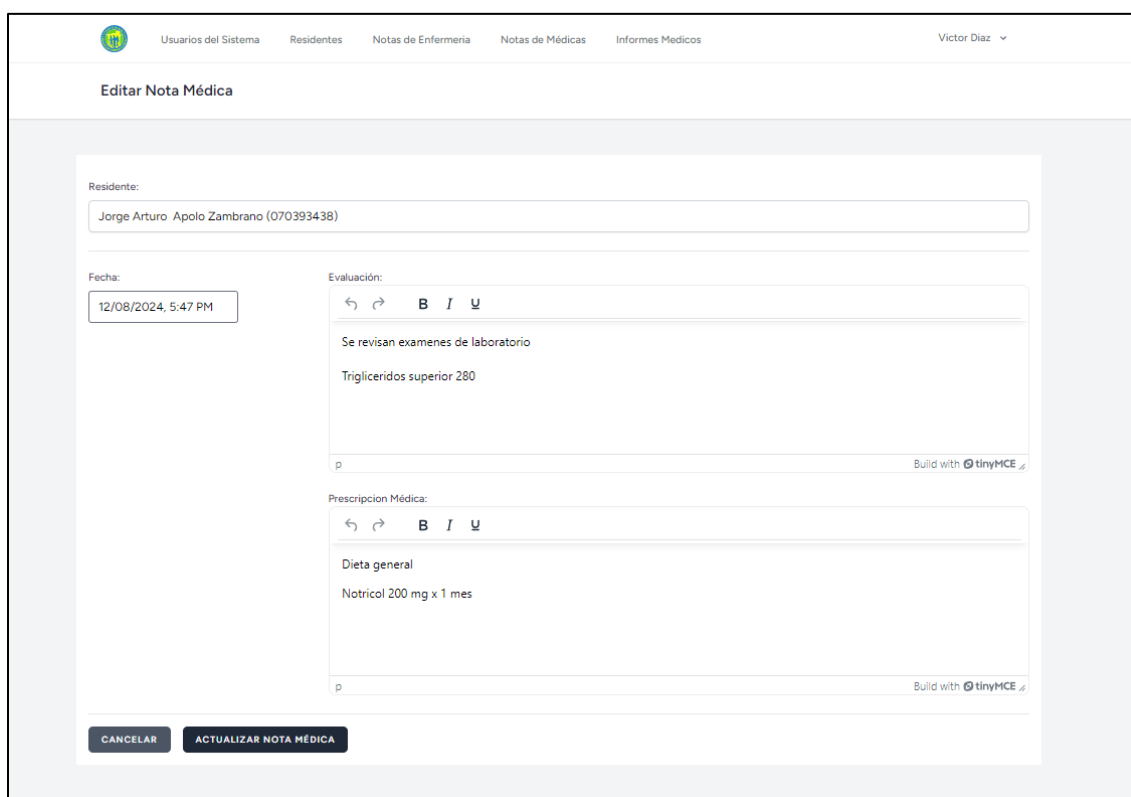 Usuarios del Sistema Residentes Notas de Enfermeria Notas de Médicas Informes Medicos Victor Diaz
Editar Nota Médica
Residente:
Jorge Arturo Apolo Zambrano (070393438)
Fecha:
12/08/2024, 5:47 PM
Evaluación:
B I U
Se revisan examenes de laboratorio
Trigliceridos superior 280
p Build with tinyMCE
Prescripcion Médica:
B I U
Dieta general
Notricol 200 mg x 1 mes
p Build with tinyMCE
CANCELAR ACTUALIZAR NOTA MÉDICA